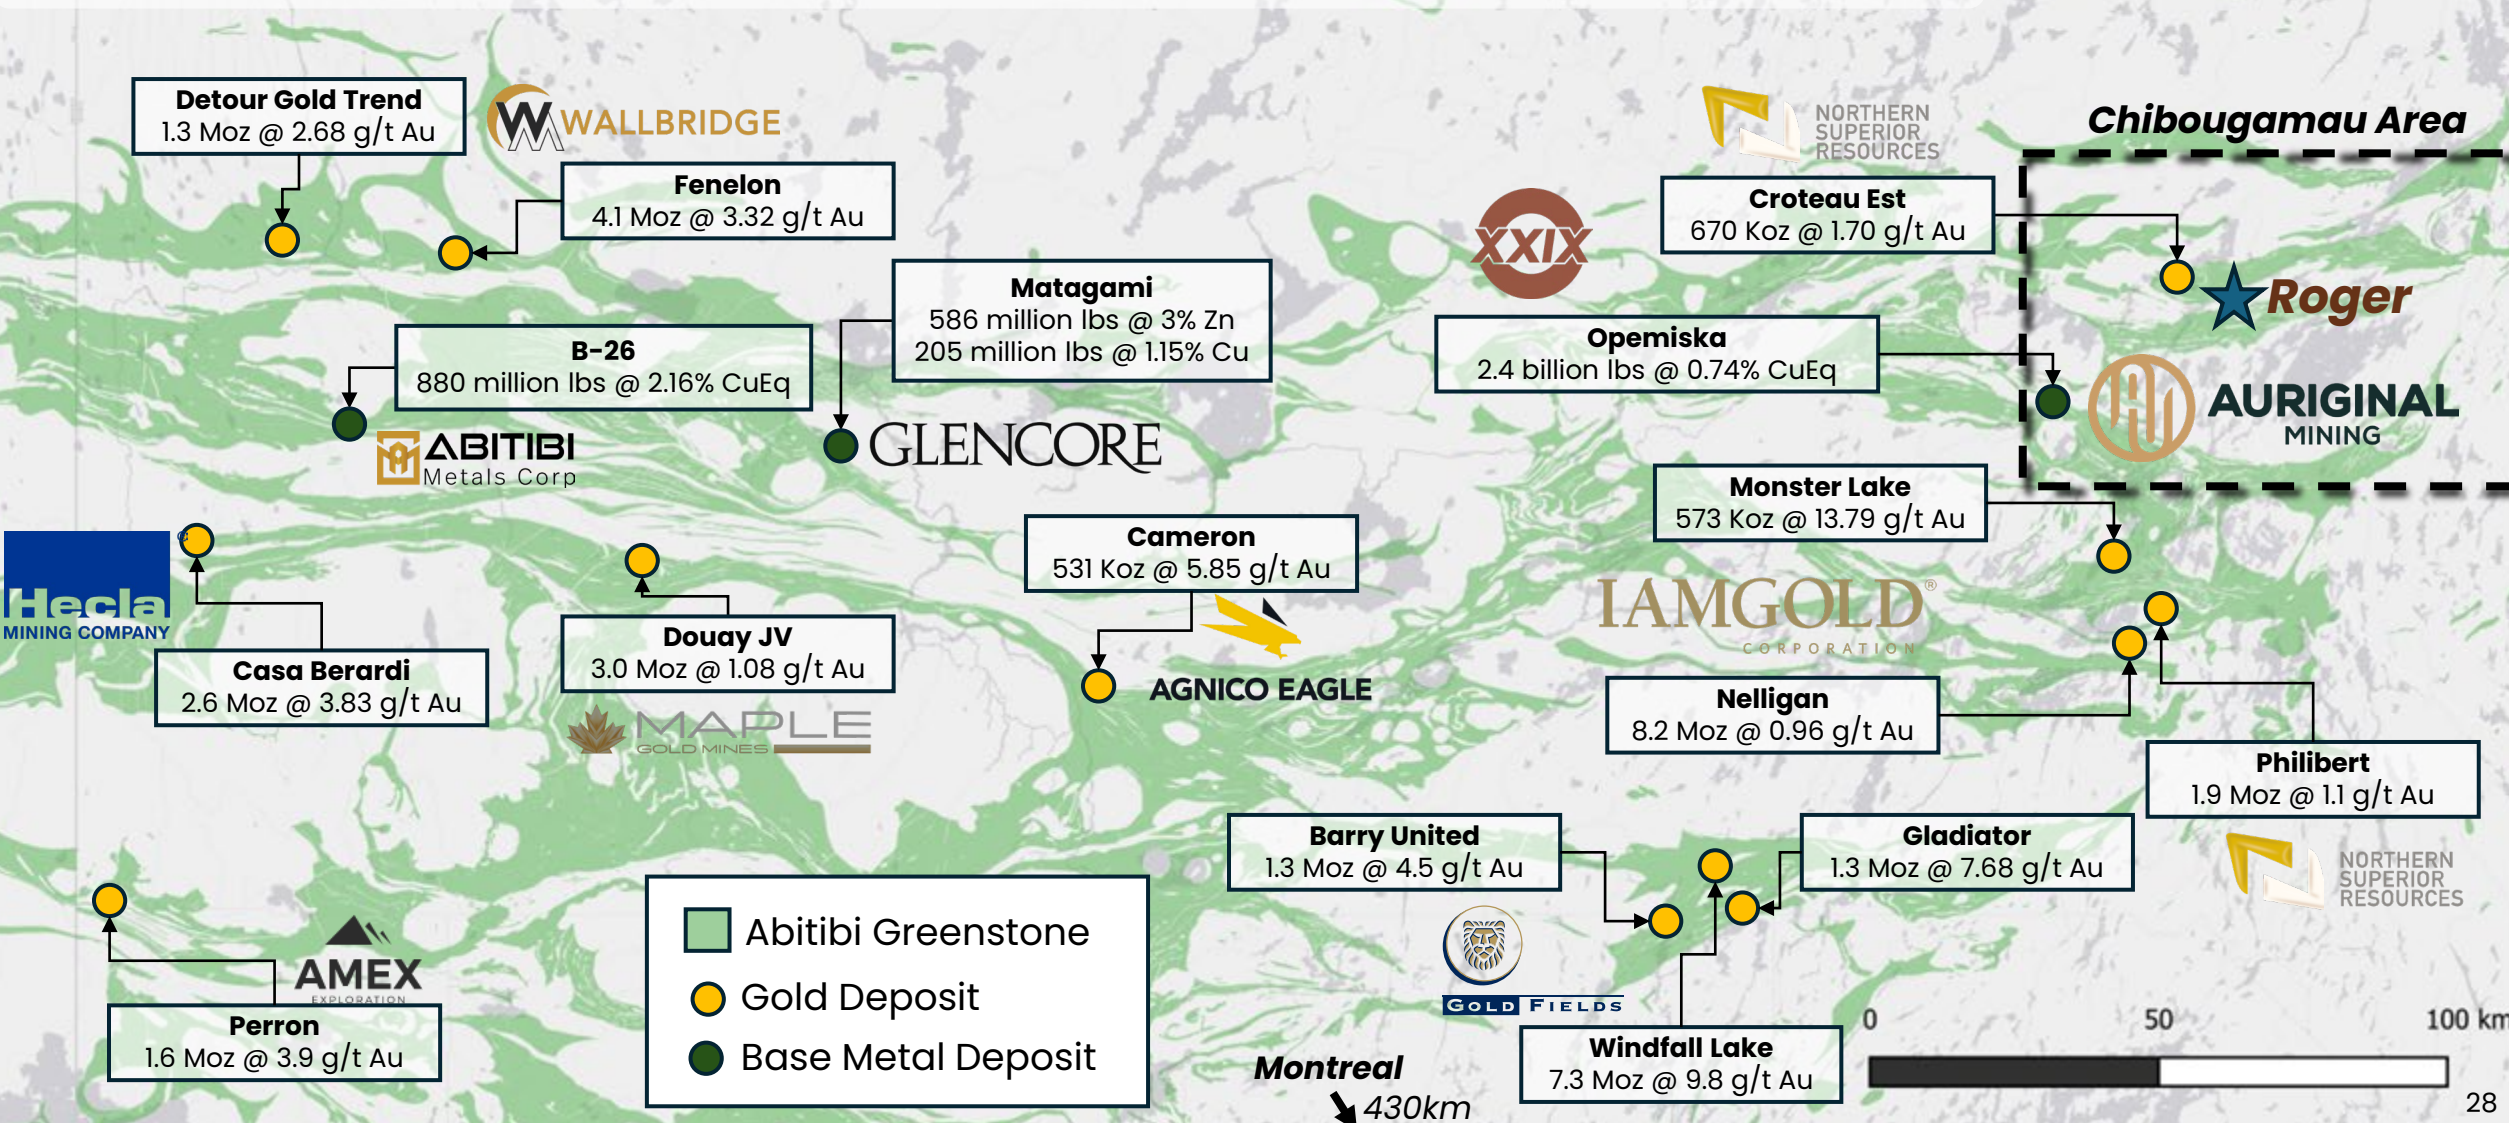 Detour Gold Trend
1.3 Moz @ 2.68 g/t Au
WALLBRIDGE
Fenelon
4.1 Moz @ 3.32 g/t Au
NORTHERN
SUPERIOR
RESOURCES
Chibougamau Area
Croteau Est
670 Koz @ 1.70 g/t Au
XXIX
Roger
Matagami
586 million lbs @ 3% Zn
205 million lbs @ 1.15% Cu
Opemiska
2.4 billion lbs @ 0.74% CuEq
B-26
880 million lbs @ 2.16% CuEq
AURIGINAL
MINING
ABITIBI
Metals Corp
GLENCORE
Monster Lake
573 Koz @ 13.79 g/t Au
Cameron
531 Koz @ 5.85 g/t Au
Hecla
MINING COMPANY
IAMGOLD®
CORPORATION
Douay JV
3.0 Moz @ 1.08 g/t Au
Casa Berardi
2.6 Moz @ 3.83 g/t Au
AGNICO EAGLE
MAPLE
GOLD MINES
Nelligan
8.2 Moz @ 0.96 g/t Au
Philibert
1.9 Moz @ 1.1 g/t Au
Barry United
1.3 Moz @ 4.5 g/t Au
Gladiator
1.3 Moz @ 7.68 g/t Au
NORTHERN
SUPERIOR
RESOURCES
Abitibi Greenstone
Gold Deposit
Base Metal Deposit
AMEX
EXPLORATION
Perron
1.6 Moz @ 3.9 g/t Au
GOLD FIELDS
Windfall Lake
7.3 Moz @ 9.8 g/t Au
Montreal
430km
0 50 100 km
28